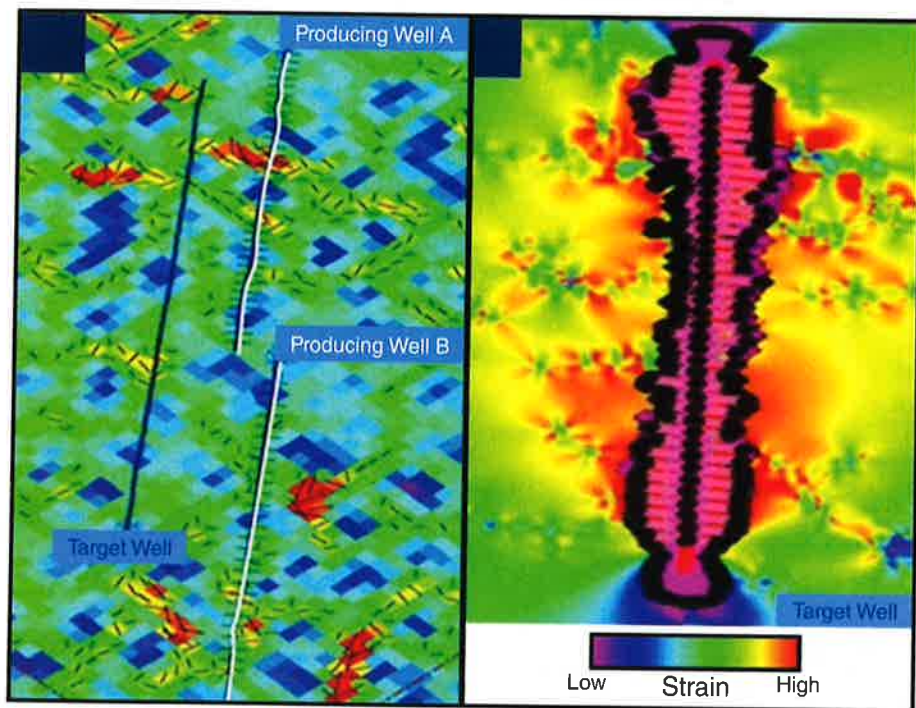 Producing Well A
Producing Well B
Target Well
Target Well
Low Strain High